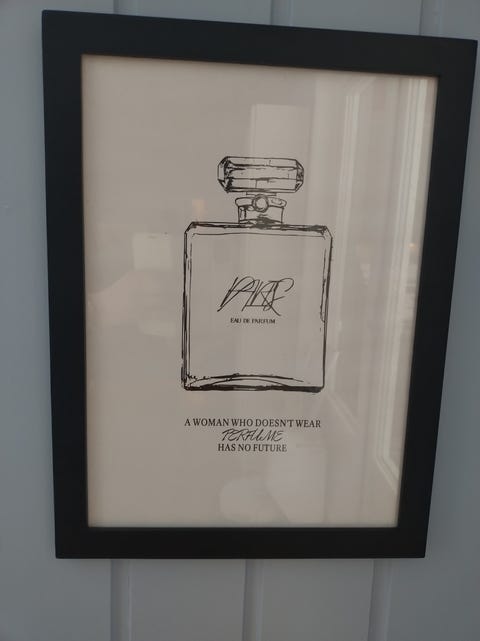 EAU DE PARFUM
A WOMAN WHO DOESN'T WEAR
PERFUME
HAS NO FUTURE